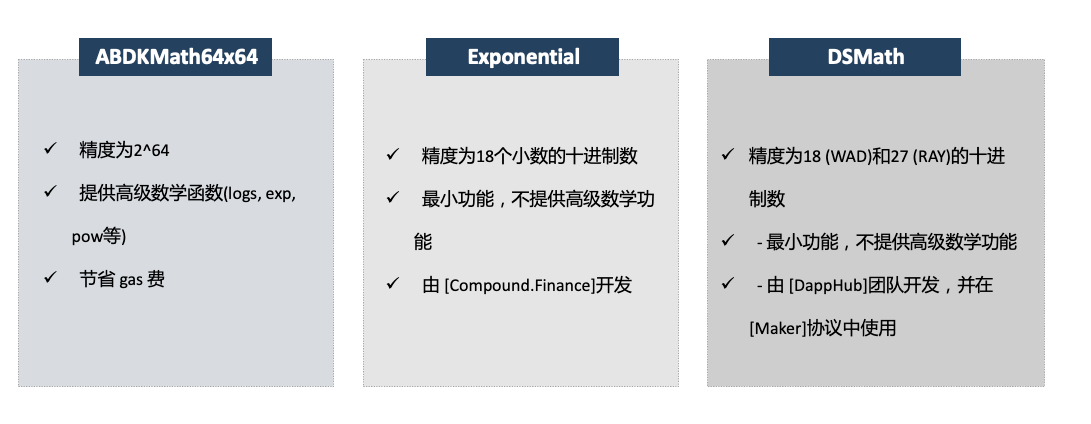 ABDKMath64x64
✓ 精度为2^64
✓ 提供高级数学函数(logs, exp,
pow等)
✓ 节省 gas 费
Exponential
✓ 精度为18个小数的十进制数
✓ 最小功能，不提供高级数学功
能
✓ 由 [Compound.Finance]开发
DSMath
✓ 精度为18 (WAD)和27 (RAY)的十进
制数
✓ - 最小功能，不提供高级数学功能
✓ - 由 [DappHub]团队开发，并在
[Maker]协议中使用